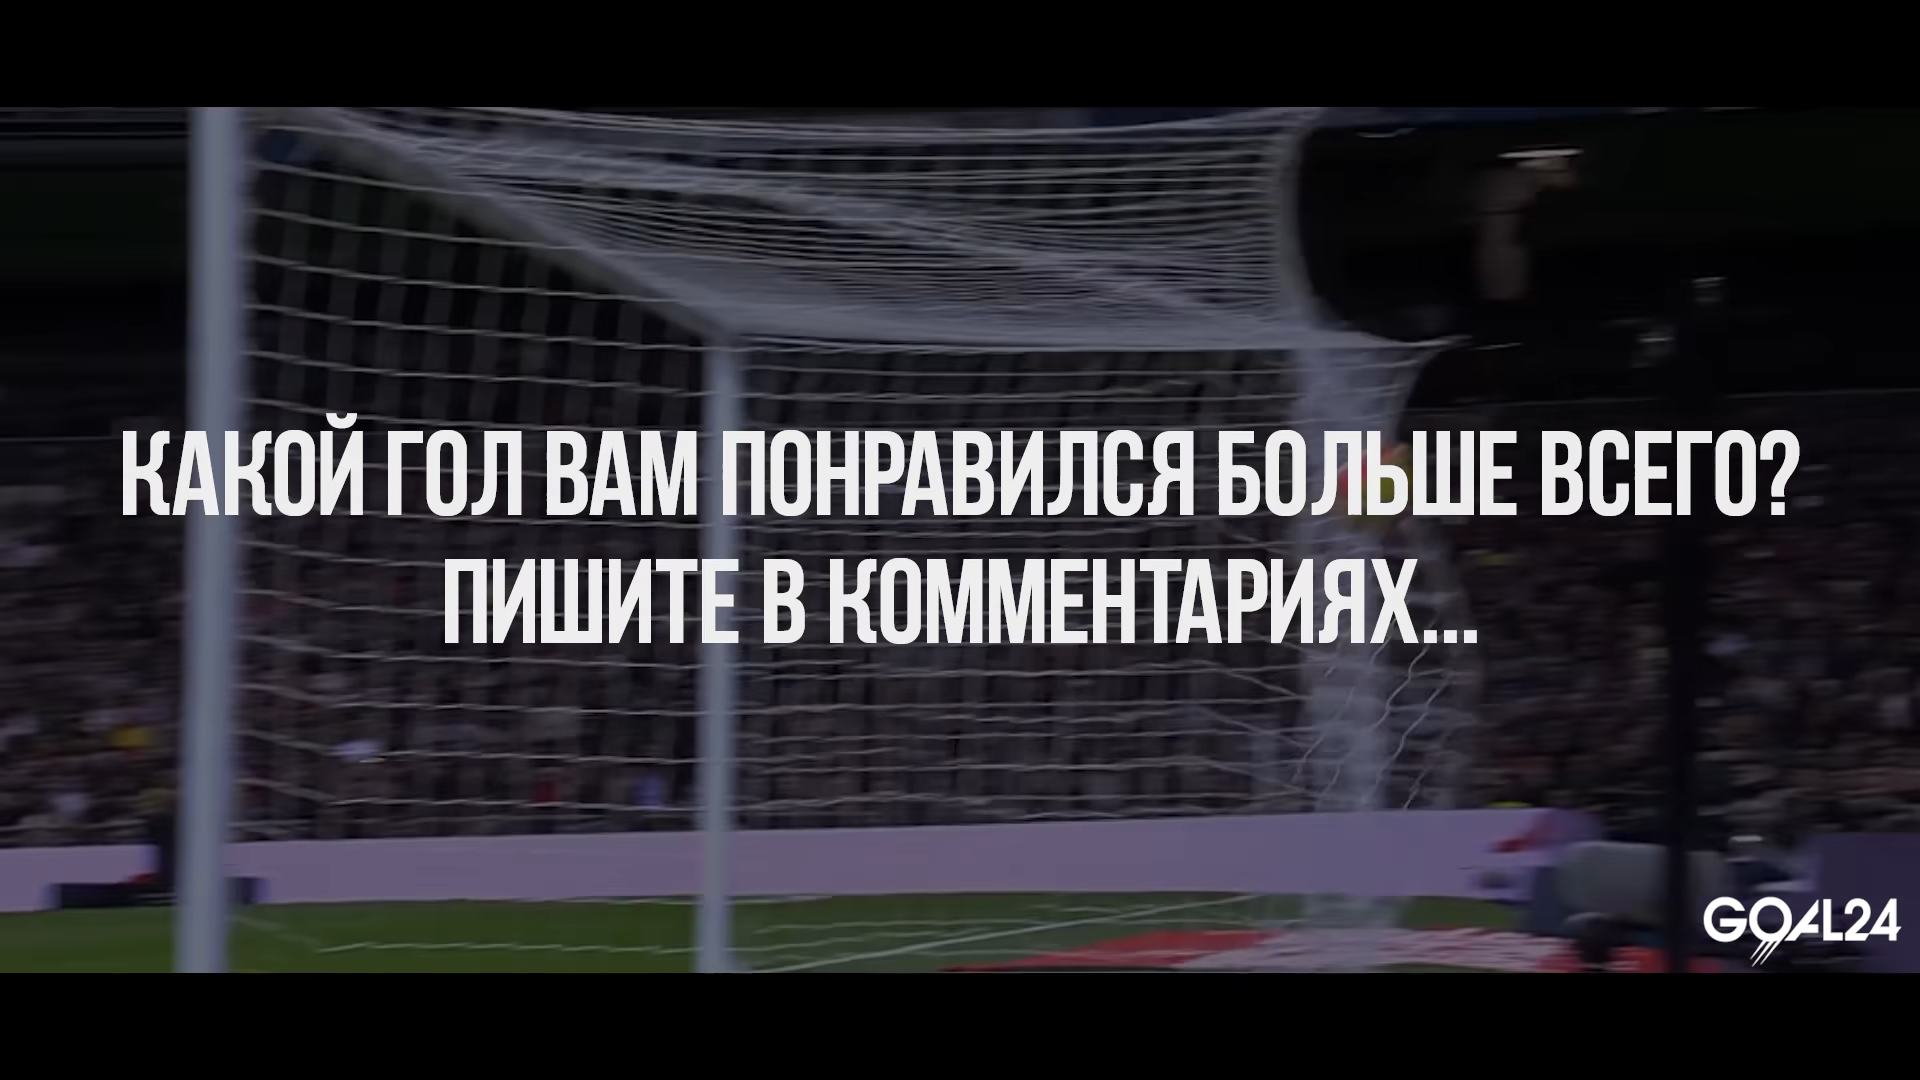 КАКОЙ ГОЛ ВАМ ПОНРАВИЛСЯ БОЛЬШЕ ВСЕГО?
ПИШИТЕ В КОММЕНТАРИЯХ...
GOAL24